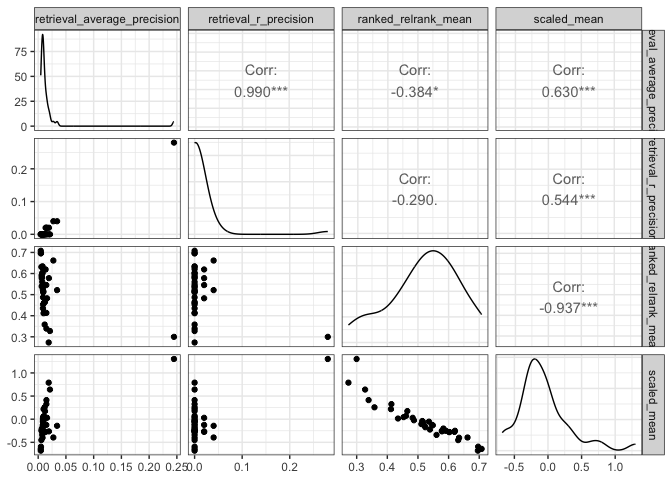 retrieval_average_precision retrieval_r_precision ranked_relrank_mean scaled_mean
75
50
25
0
Corr:
0.990***
Corr:
-0.384*
Corr:
0.630***
eval_average_preci
0.2
0.1
0.0
Corr:
-0.290.
Corr:
0.544***
etrieval_r_precision
0.7
0.6
0.5
0.4
0.3
Corr:
-0.937***
anked_relrank_mea
1.0
0.5
0.0
-0.5
scaled_mean
0.00 0.05 0.10 0.15 0.20 0.25 0.0 0.1 0.2 0.3 0.4 0.5 0.6 0.7 -0.5 0.0 0.5 1.0